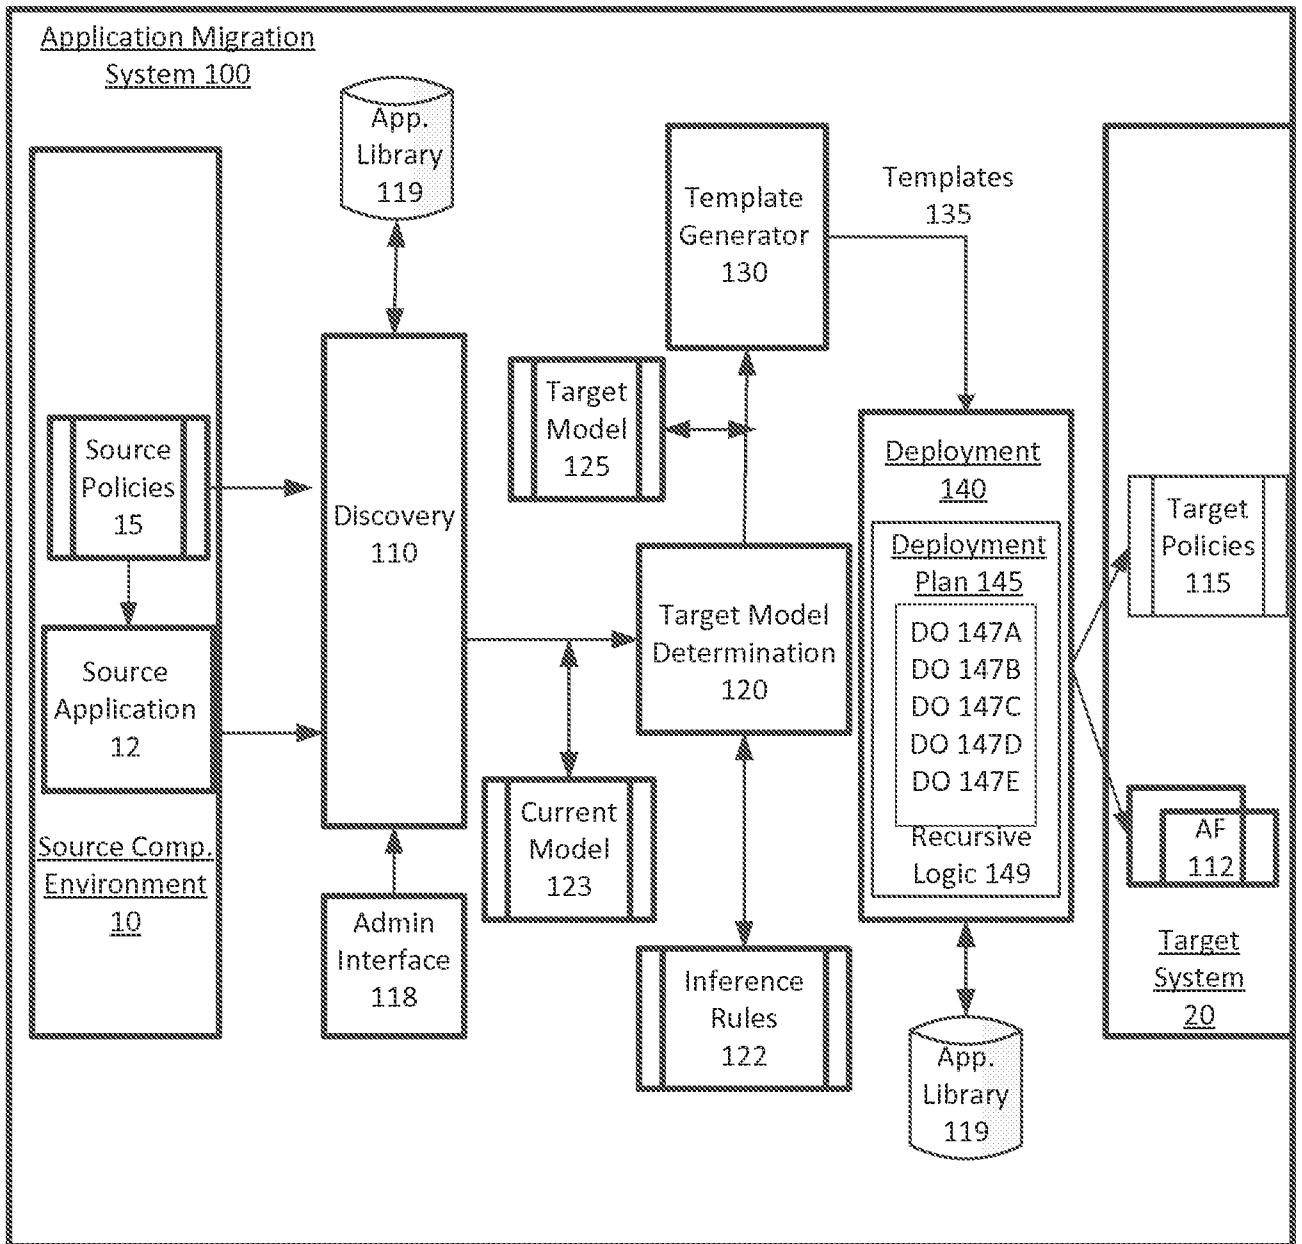 Application Migration
System 100
App.
Library
119
Template
Generator
130
Templates
135
Target
Model
125
Source
Policies
15
Discovery
110
Deployment
140
Deployment
Plan 145
DO 147A
DO 147B
DO 147C
DO 147D
DO 147E
Recursive
Logic 149
Target
Policies
115
Source
Application
12
Target Model
Determination
120
Current
Model
123
AF
112
Source Comp.
Environment
10
Admin
Interface
118
Inference
Rules
122
Target
System
20
App.
Library
119